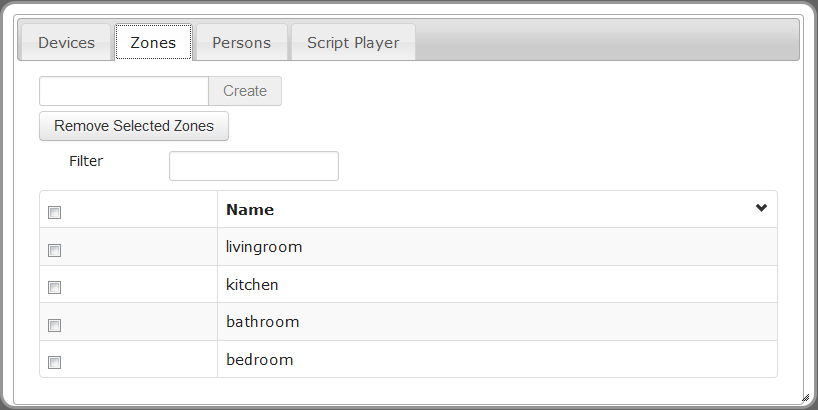 Devices Zones Persons Script Player
Create
Remove Selected Zones
Filter
Name
livingroom
kitchen
bathroom
bedroom